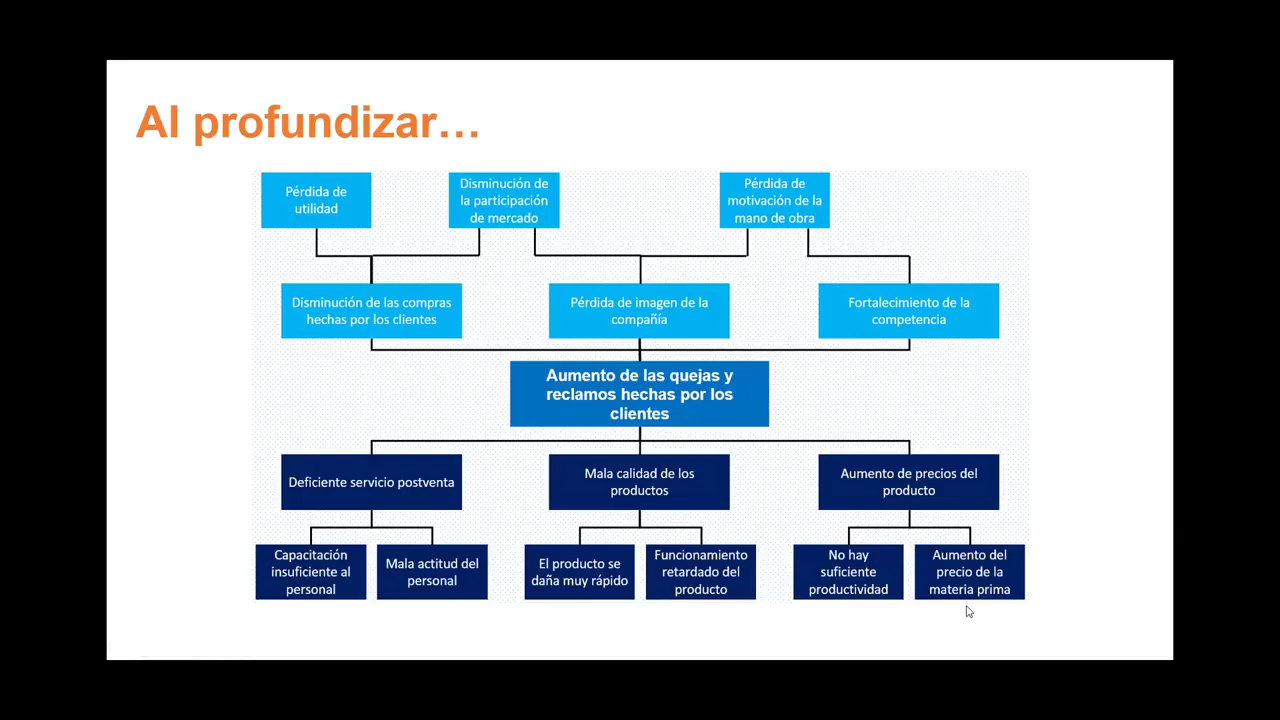 Al profundizar...
Pérdida de
utilidad
Disminución de
la participación
de mercado
Pérdida de
motivación de la
mano de obra
Disminución de las compras
hechas por los clientes
Pérdida de imagen de la
compañía
Fortalecimiento de la
competencia
Aumento de las quejas y
reclamos hechas por los
clientes
Deficiente servicio postventa
Mala calidad de los
productos
Aumento de precios del
producto
Capacitación
insuficiente al
personal
Mala actitud del
personal
El producto se
daña muy rápido
Funcionamiento
retardado del
producto
No hay
suficiente
productividad
Aumento del
precio de la
materia prima